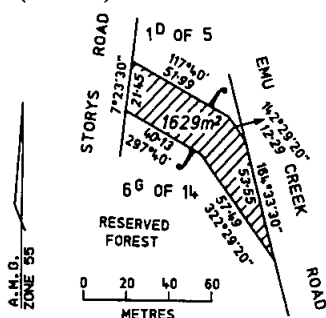 1D OF 5
ROAD
EMU
117°40'
51·99
7°23'30"
21·45
142°29'20"
12·29
STORYS
1629m²
CREEK
40·13
297°40'
164°23'30"
53·55
6G OF 14
57·49
322°29'20"
RESERVED
FOREST
ROAD
A.M.G.
ZONE 55
0 20 40 60
METRES